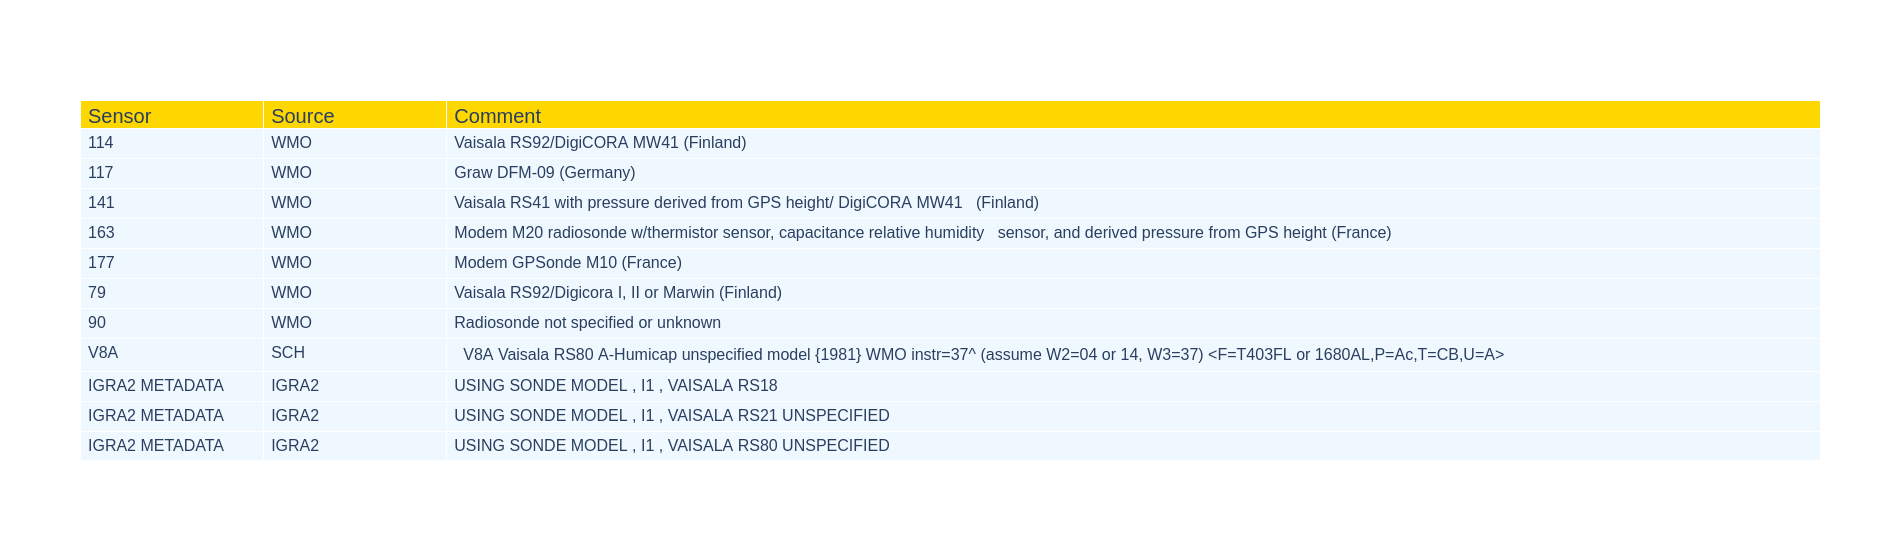 Sensor Source Comment
114 WMO Vaisala RS92/DigiCORA MW41 (Finland)
117 WMO Graw DFM-09 (Germany)
141 WMO Vaisala RS41 with pressure derived from GPS height/ DigiCORA MW41   (Finland)
163 WMO Modem M20 radiosonde w/thermistor sensor, capacitance relative humidity   sensor, and derived pressure from GPS height (France)
177 WMO Modem GPSonde M10 (France)
79 WMO Vaisala RS92/Digicora I, II or Marwin (Finland)
90 WMO Radiosonde not specified or unknown
V8A SCH V8A Vaisala RS80 A-Humicap unspecified model {1981} WMO instr=37^ (assume W2=04 or 14, W3=37) <F=T403FL or 1680AL,P=Ac,T=CB,U=A>
IGRA2 METADATA IGRA2 USING SONDE MODEL , I1 , VAISALA RS18
IGRA2 METADATA IGRA2 USING SONDE MODEL , I1 , VAISALA RS21 UNSPECIFIED
IGRA2 METADATA IGRA2 USING SONDE MODEL , I1 , VAISALA RS80 UNSPECIFIED